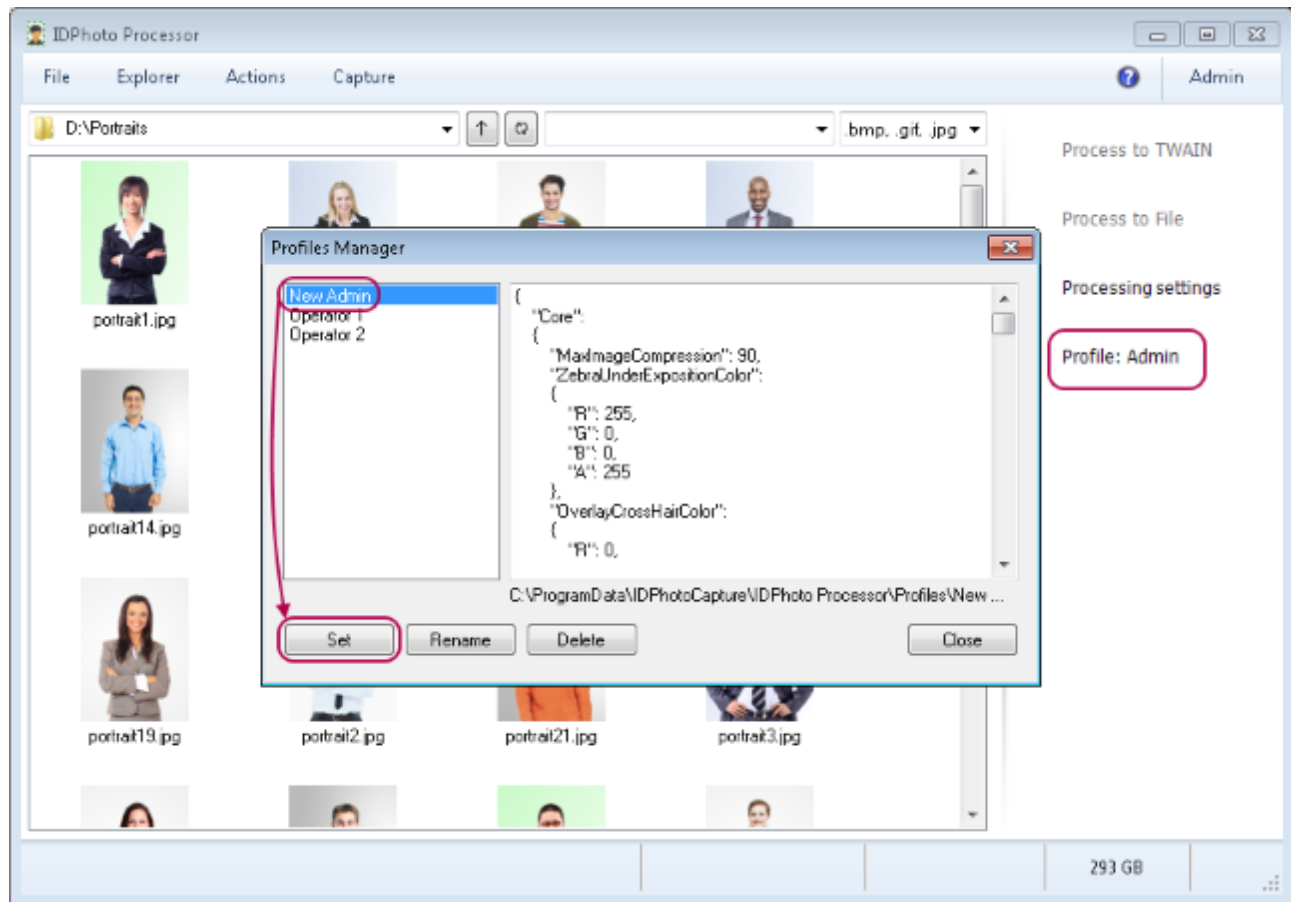 IDPhoto Processor
File Explorer Actions Capture Admin
D:\Portraits .bmp, .gif, .jpg
Process to TWAIN
Process to File
Processing settings
Profile: Admin
Profiles Manager
New Admin
Operator 1
Operator 2
{
"Core":
{
"MaxImageCompression": 90,
"ZebraUnderExpositionColor":
{
"R": 255,
"G": 0,
"B": 0,
"A": 255
},
"OverlayCrossHairColor":
{
"R": 0,
C:\ProgramData\IDPhotoCapture\IDPhoto Processor\Profiles\New ...
Set Rename Delete Close
portrait1.jpg
portrait14.jpg
portrait19.jpg portrait2.jpg portrait21.jpg portrait3.jpg
293 GB